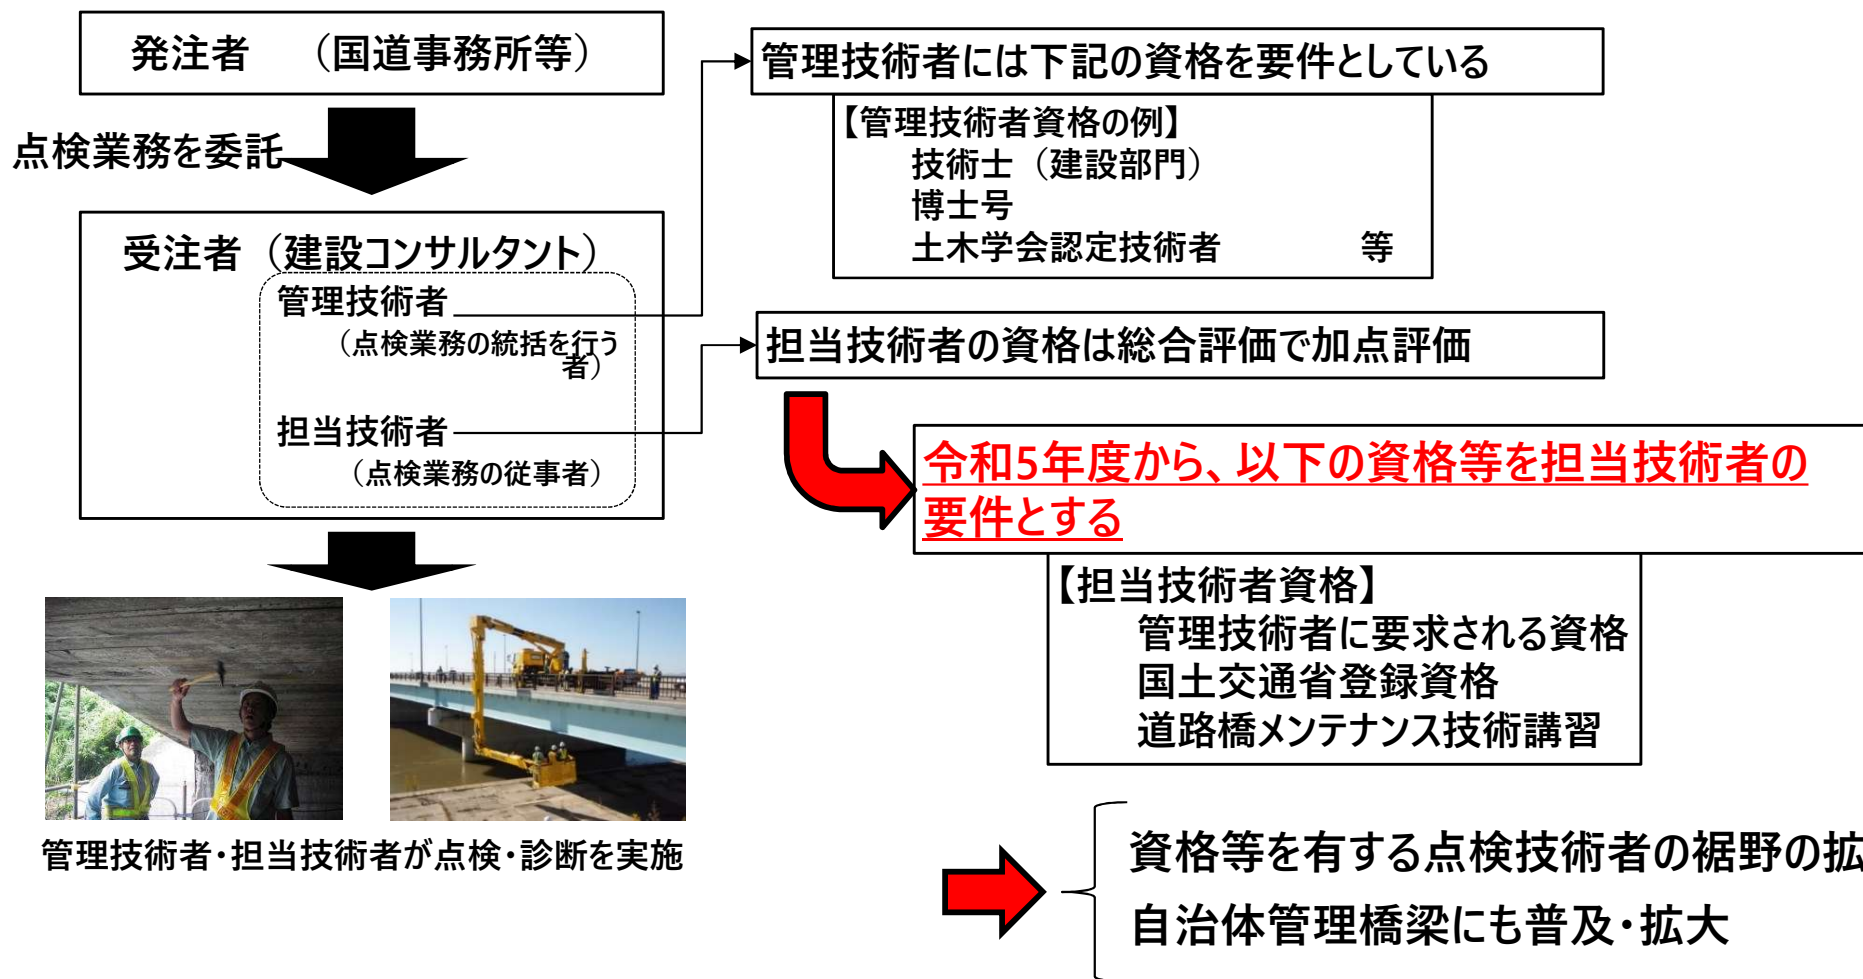 発注者 （国道事務所等）
点検業務を委託
受注者（建設コンサルタント）
管理技術者
（点検業務の統括を行う
者）
担当技術者
（点検業務の従事者）
管理技術者・担当技術者が点検・診断を実施
管理技術者には下記の資格を要件としている
【管理技術者資格の例】
技術士（建設部門）
博士号
土木学会認定技術者 等
担当技術者の資格は総合評価で加点評価
令和5年度から、以下の資格等を担当技術者の
要件とする
【担当技術者資格】
管理技術者に要求される資格
国土交通省登録資格
道路橋メンテナンス技術講習
資格等を有する点検技術者の裾野の拡
自治体管理橋梁にも普及・拡大